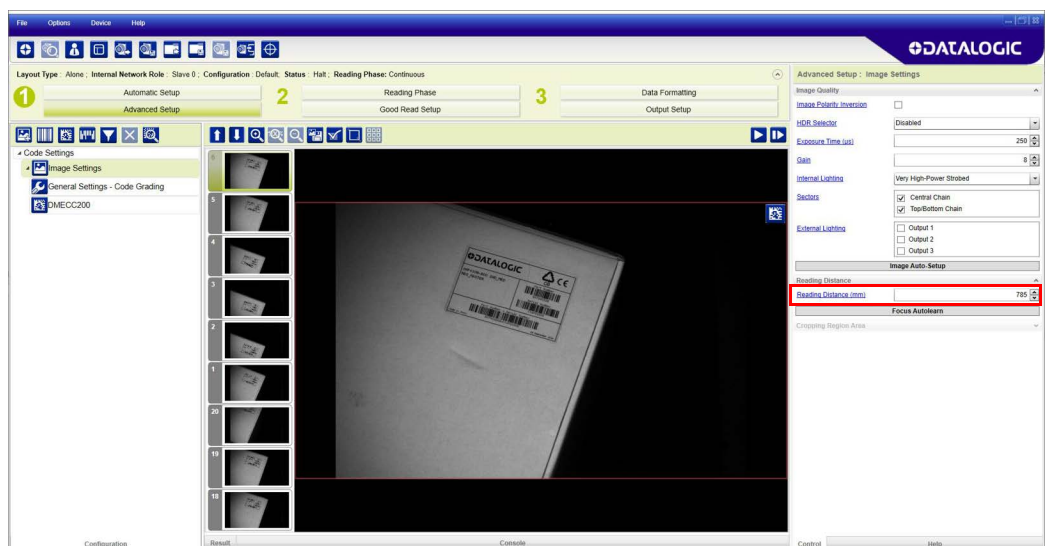 File Options Device Help
DATALOGIC
Layout Type : Alone ; Internal Network Role : Slave 0 ; Configuration : Default; Status : Halt ; Reading Phase: Continuous
Advanced Setup : Image Settings
1 Automatic Setup 2 Reading Phase 3 Data Formatting
Advanced Setup Good Read Setup Output Setup
Image Quality
Image Polarity Inversion
HDR Selector Disabled
Exposure Time (µs) 250
Gain 8
Internal Lighting Very High-Power Strobed
Sectors Central Chain
Top/Bottom Chain
External Lighting Output 1
Output 2
Output 3
Image Auto-Setup
Reading Distance
Reading Distance (mm) 785
Focus Autolearn
Cropping Region Area
Code Settings
Image Settings
General Settings - Code Grading
DMECC200
6
5
4
3
2
1
20
19
18
DATALOGIC
CE
Configuration Result Console Control Help